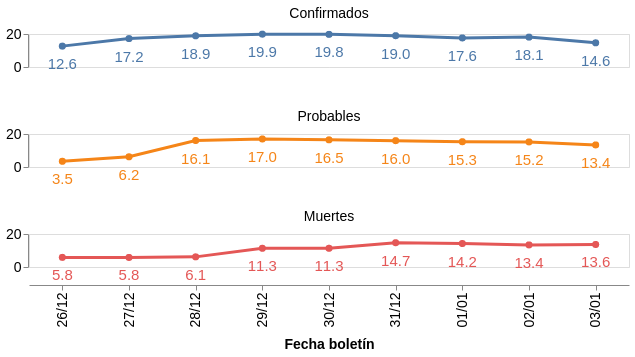 Confirmados
20
0
12.6 17.2 18.9 19.9 19.8 19.0 17.6 18.1 14.6
Probables
20
0
3.5 6.2 16.1 17.0 16.5 16.0 15.3 15.2 13.4
Muertes
20
0
5.8 5.8 6.1 11.3 11.3 14.7 14.2 13.4 13.6
26/12 27/12 28/12 29/12 30/12 31/12 01/01 02/01 03/01
Fecha boletín